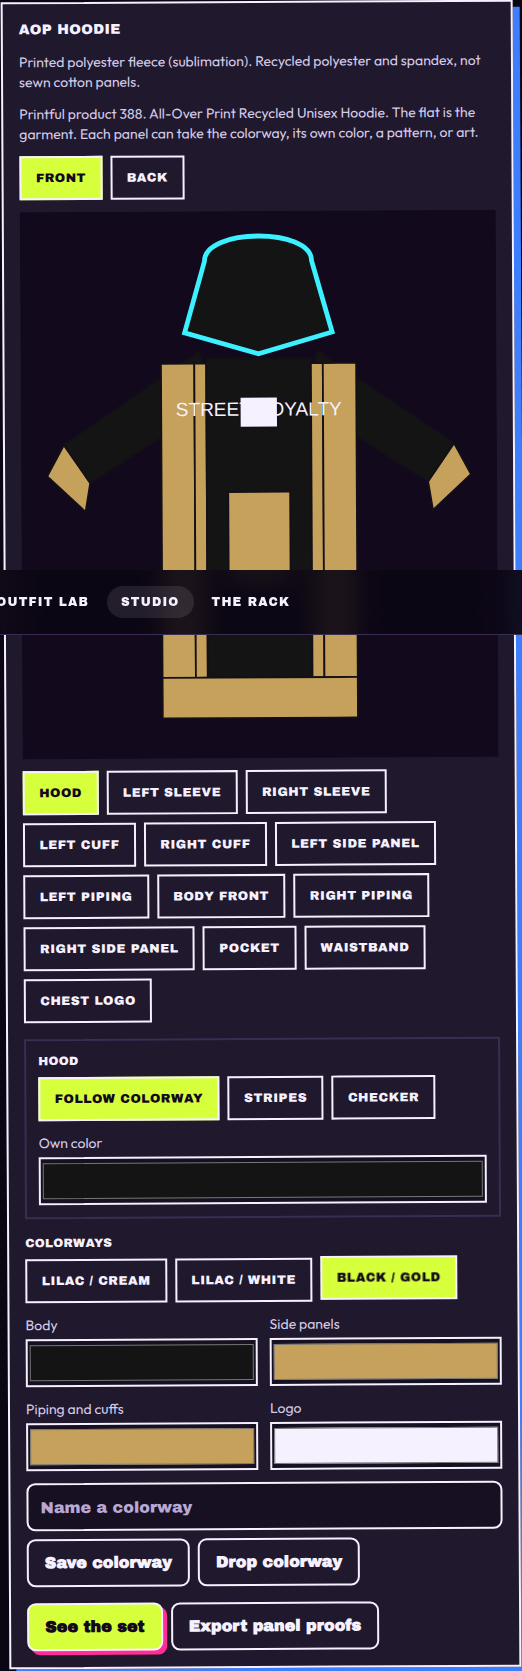 AOP HOODIE
Printed polyester fleece (sublimation). Recycled polyester and spandex, not
sewn cotton panels.
Printful product 388. All-Over Print Recycled Unisex Hoodie. The flat is the
garment. Each panel can take the colorway, its own color, a pattern, or art.
FRONT BACK
OUTFIT LAB STUDIO THE RACK
HOOD LEFT SLEEVE RIGHT SLEEVE
LEFT CUFF RIGHT CUFF LEFT SIDE PANEL
LEFT PIPING BODY FRONT RIGHT PIPING
RIGHT SIDE PANEL POCKET WAISTBAND
CHEST LOGO
HOOD
FOLLOW COLORWAY STRIPES CHECKER
Own color
COLORWAYS
LILAC / CREAM LILAC / WHITE BLACK / GOLD
Body Side panels
Piping and cuffs Logo
Name a colorway
Save colorway Drop colorway
See the set Export panel proofs